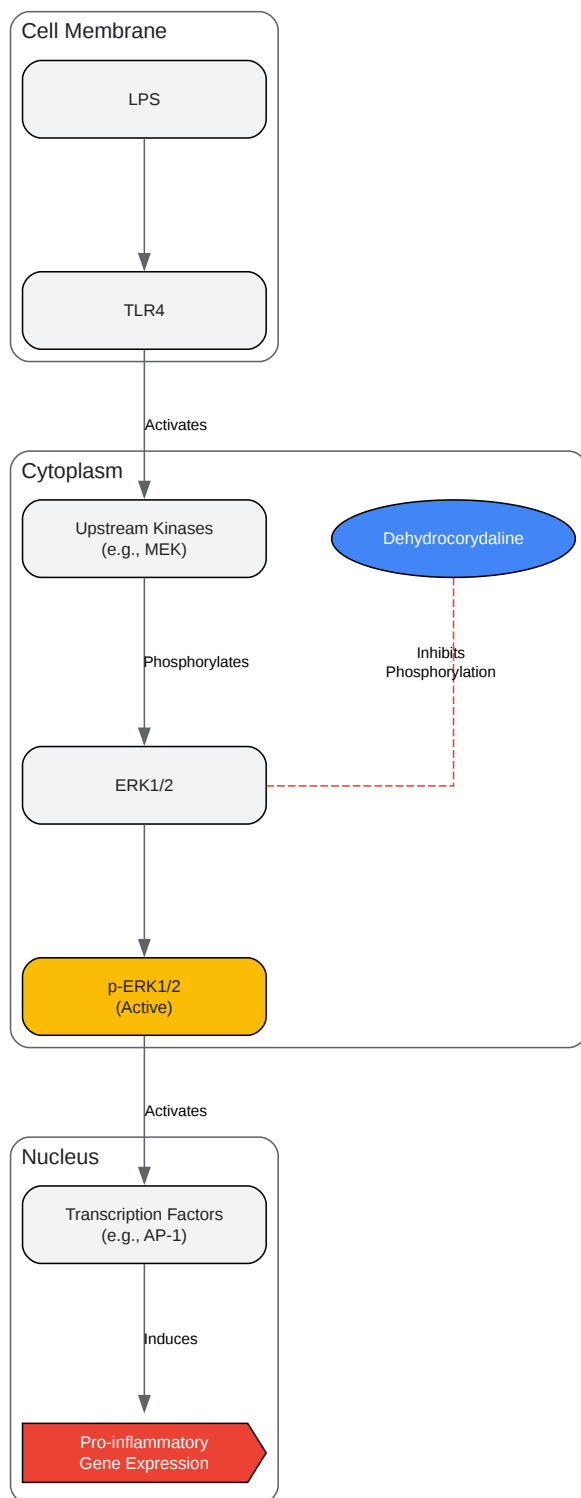 Cell Membrane
LPS
TLR4
Activates
Cytoplasm
Upstream Kinases
(e.g., MEK)
Dehydrocorydaline
Phosphorylates
Inhibits
Phosphorylation
ERK1/2
p-ERK1/2
(Active)
Activates
Nucleus
Transcription Factors
(e.g., AP-1)
Induces
Pro-inflammatory
Gene Expression